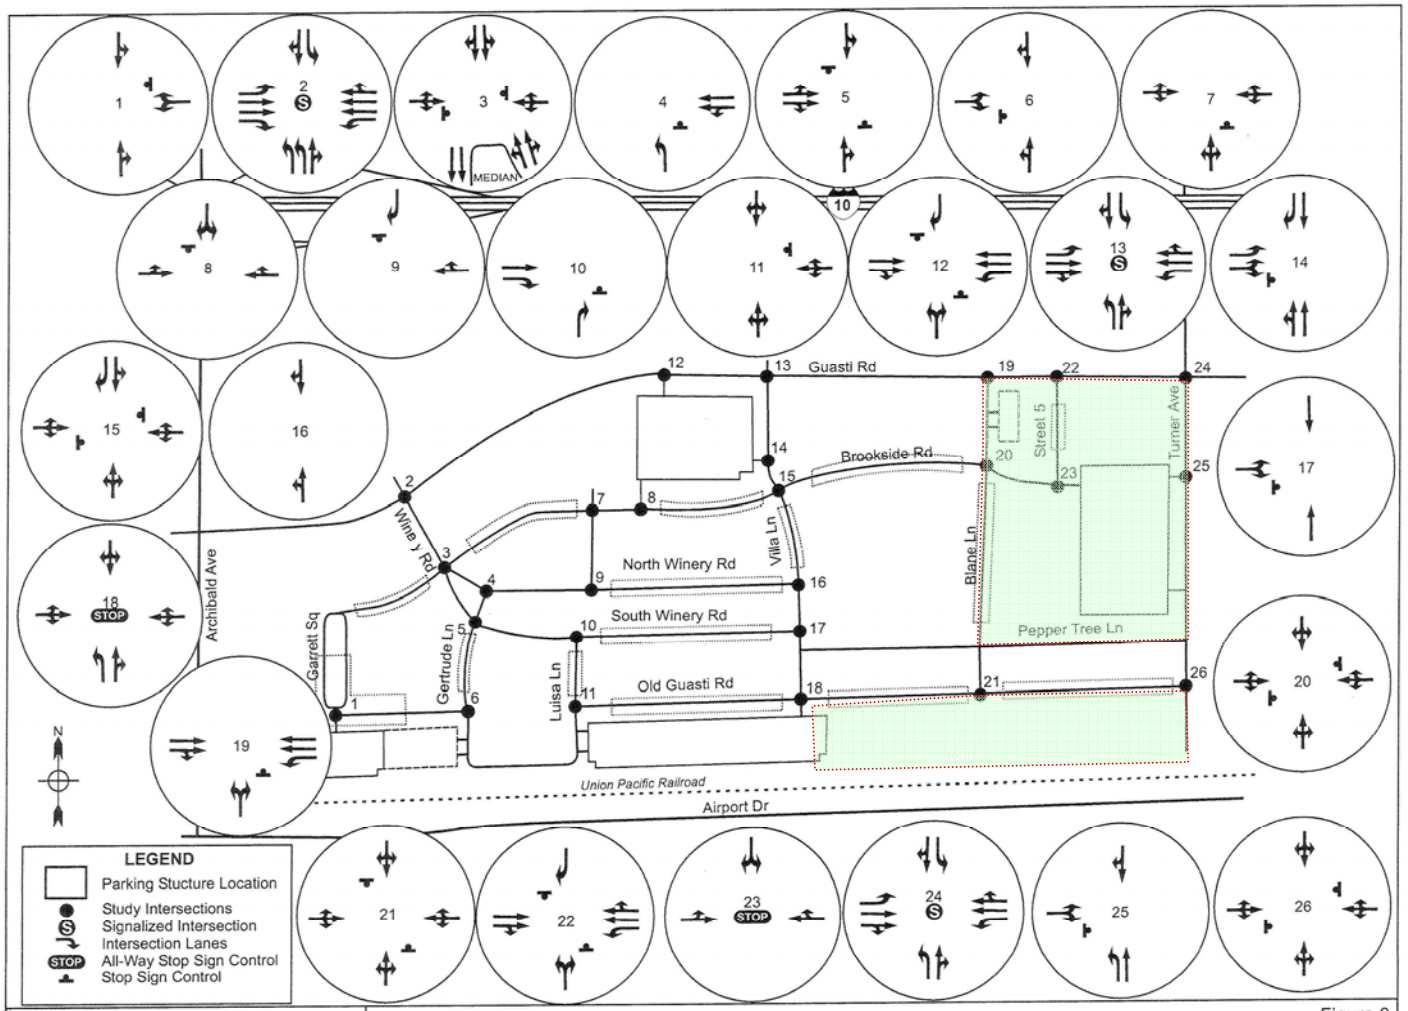 1
2
S
3
MEDIAN
4
5
6
7
8
9
10
10
11
12
13
S
14
15
16
17
18
STOP
19
20
21
22
23
STOP
24
S
25
26
12
13
Guasti Rd
19
22
24
2
Wine y Rd
14
15
Brookside Rd
20
Street 5
23
Turner Ave
25
7
8
Villa Ln
3
4
9
North Winery Rd
16
Blane Ln
Archibald Ave
Garrett Sq
5
Gertrude Ln
10
South Winery Rd
17
Pepper Tree Ln
Luisa Ln
11
Old Guasti Rd
18
21
26
1
6
N
Union Pacific Railroad
Airport Dr
LEGEND
Parking Stucture Location
Study Intersections
S
Signalized Intersection
Intersection Lanes
STOP
All-Way Stop Sign Control
Stop Sign Control